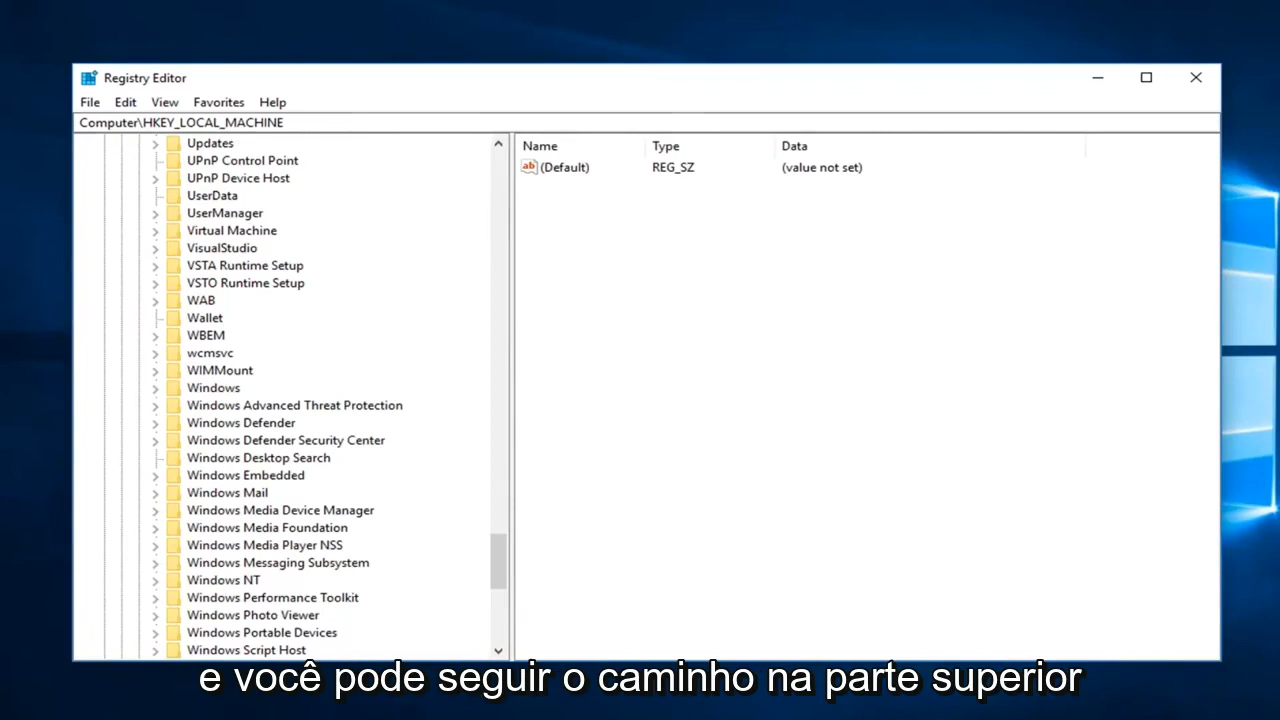 Registry Editor
File Edit View Favorites Help
Computer\HKEY_LOCAL_MACHINE
Name Type Data
(Default) REG_SZ (value not set)
Updates
UPnP Control Point
UPnP Device Host
UserData
UserManager
Virtual Machine
VisualStudio
VSTA Runtime Setup
VSTO Runtime Setup
WAB
Wallet
WBEM
wcmsvc
WIMMount
Windows
Windows Advanced Threat Protection
Windows Defender
Windows Defender Security Center
Windows Desktop Search
Windows Embedded
Windows Mail
Windows Media Device Manager
Windows Media Foundation
Windows Media Player NSS
Windows Messaging Subsystem
Windows NT
Windows Performance Toolkit
Windows Photo Viewer
Windows Portable Devices
Windows Script Host
e você pode seguir o caminho na parte superior